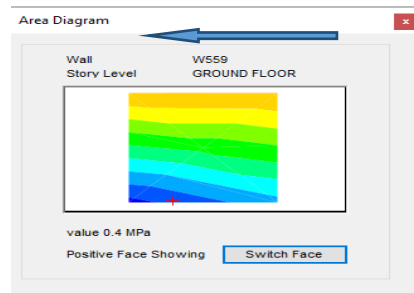 Area Diagram
x
Wall W559
Story Level GROUND FLOOR
value 0.4 MPa
Positive Face Showing Switch Face